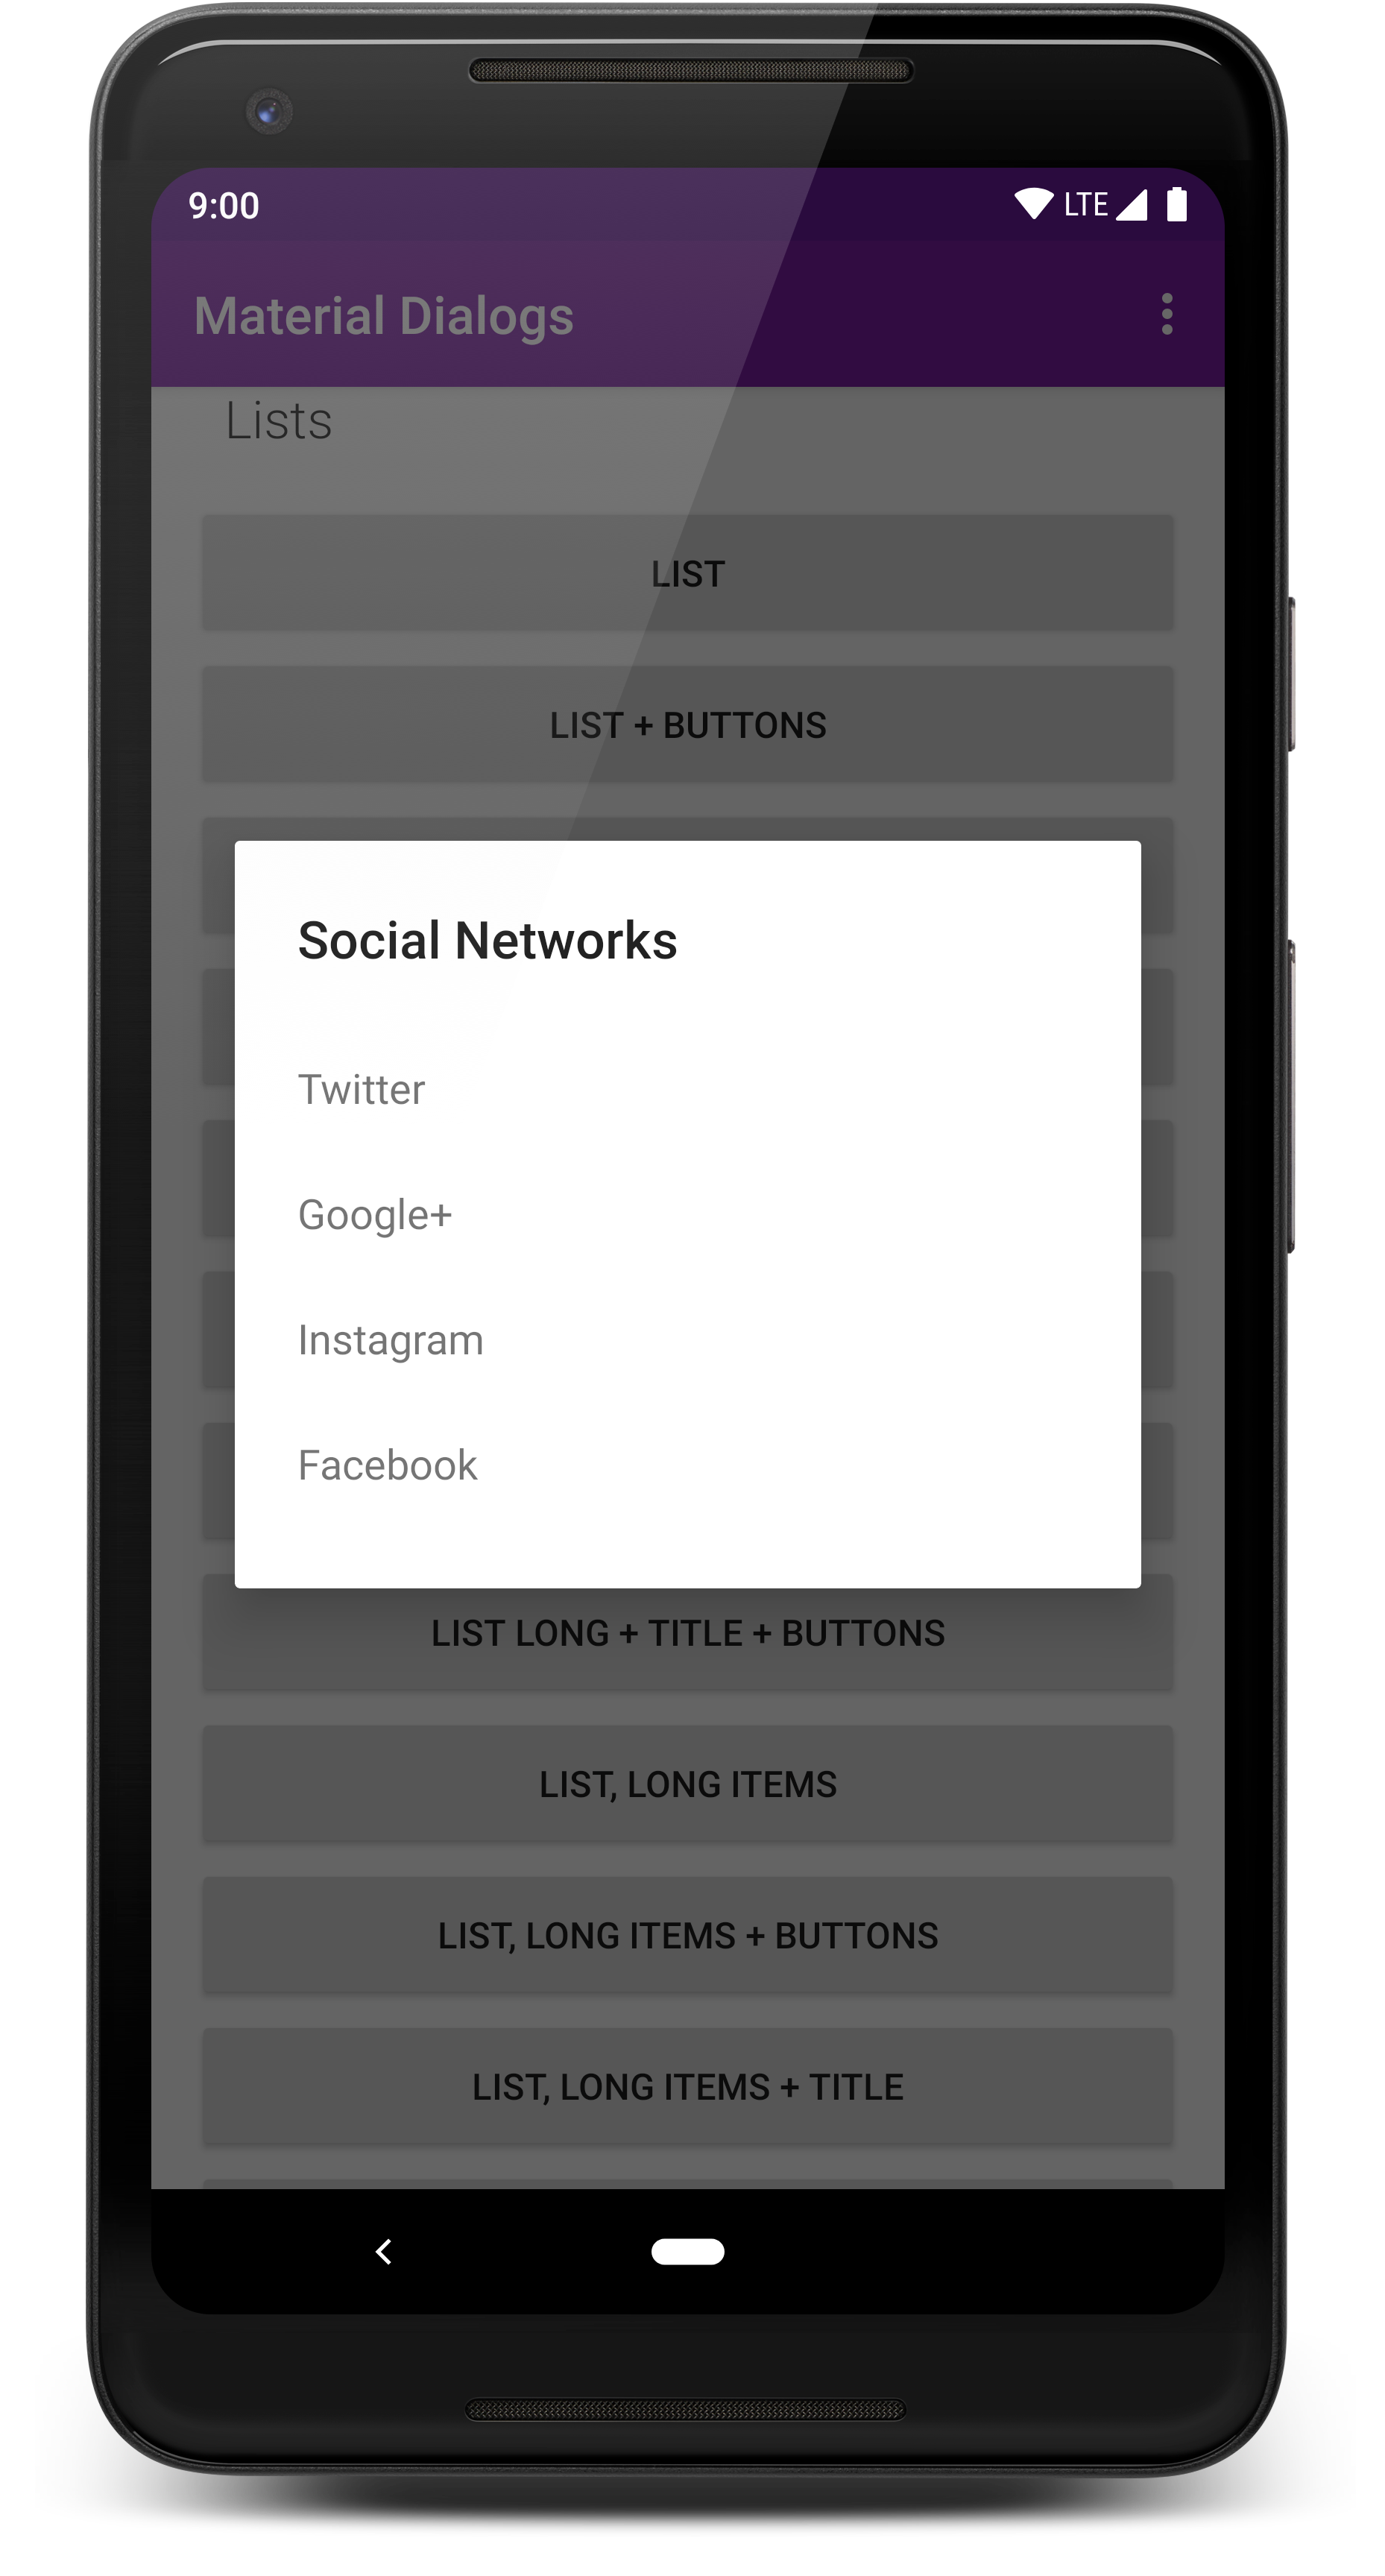 9:00 LTE
Material Dialogs
Lists
LIST
LIST + BUTTONS
Social Networks
Twitter
Google+
Instagram
Facebook
LIST LONG + TITLE + BUTTONS
LIST, LONG ITEMS
LIST, LONG ITEMS + BUTTONS
LIST, LONG ITEMS + TITLE